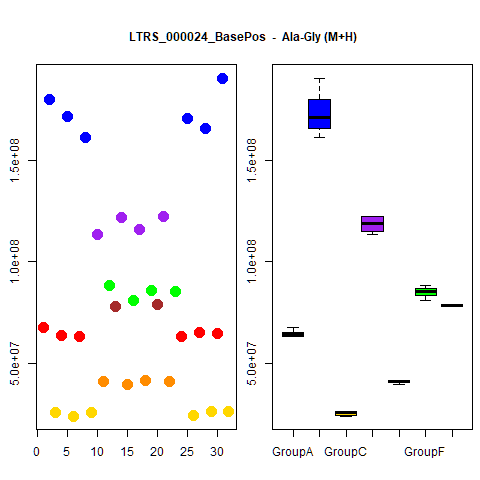 LTRS_000024_BasePos - Ala-Gly (M+H)
1.5e+08
1.0e+08
5.0e+07
0 5 10 15 20 25 30
1.5e+08
1.0e+08
5.0e+07
GroupA GroupC GroupF